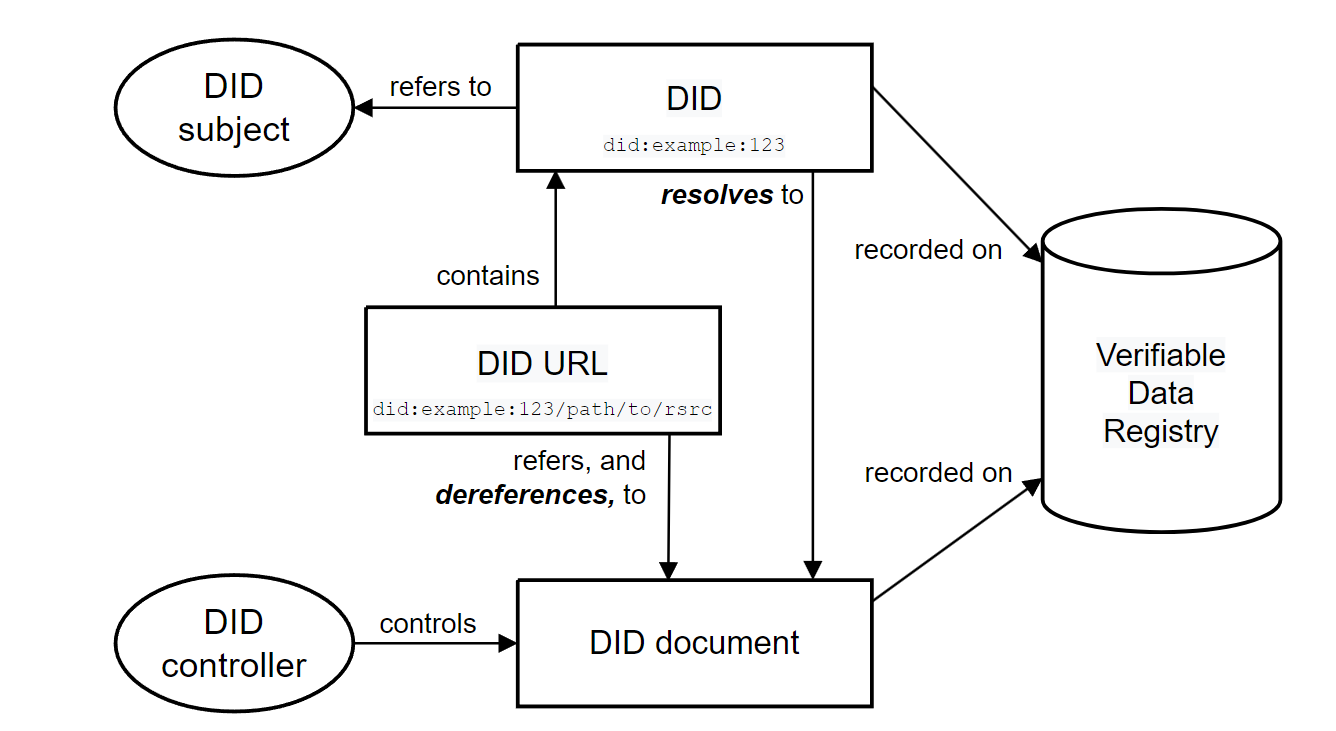 DID
subject
refers to
DID
did:example:123
resolves to
recorded on
contains
DID URL
did:example:123/path/to/rsrc
Verifiable
Data
Registry
refers, and
dereferences, to
recorded on
DID
controller
controls
DID document